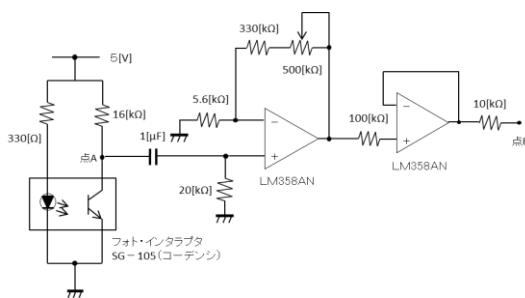 5[V]
330[Ω]
16[kΩ]
点A
1[μF]
20[kΩ]
5.6[kΩ]
330[kΩ]
500[kΩ]
LM358AN
100[kΩ]
LM358AN
10[kΩ]
フォト・インタラプタ
SG-105(コーデンシ)